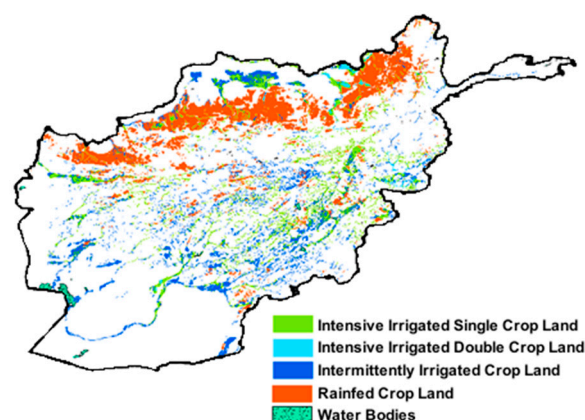 Intensive Irrigated Single Crop Land
Intensive Irrigated Double Crop Land
Intermittently Irrigated Crop Land
Rainfed Crop Land
Water Bodies